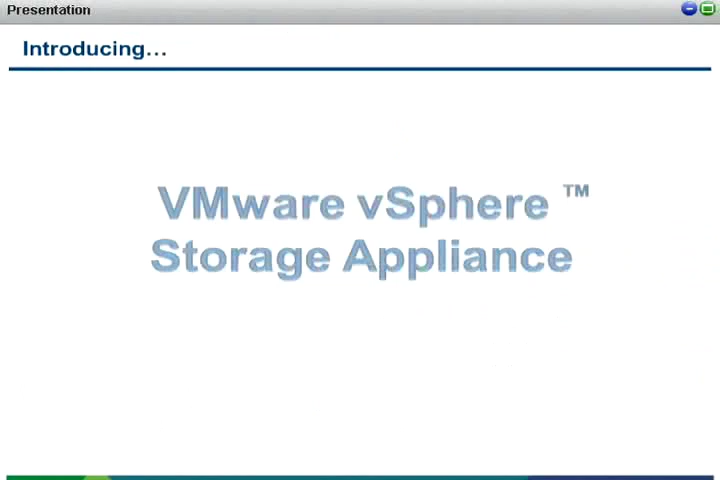 Presentation
Introducing…
VMware vSphere ™
Storage Appliance